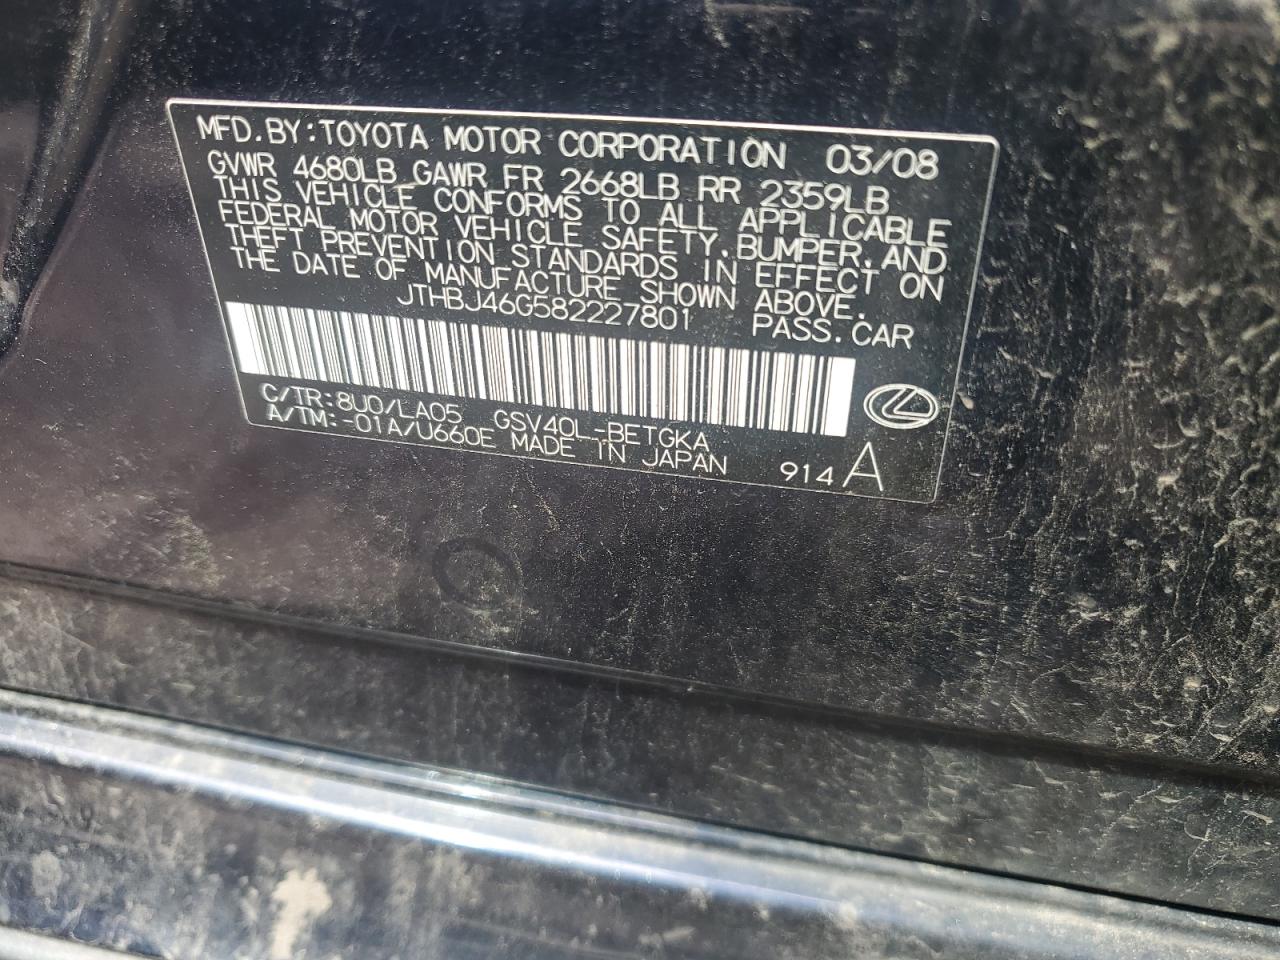 MFD.BY:TOYOTA MOTOR CORPORATION 03/08
GVWR 4680LB GAWR FR 2668LB RR 2359LB
THIS VEHICLE CONFORMS TO ALL APPLICABLE
FEDERAL MOTOR VEHICLE SAFETY,BUMPER,AND
THEFT PREVENTION STANDARDS IN EFFECT ON
THE DATE OF MANUFACTURE SHOWN ABOVE.
JTHBJ46G582227801 PASS.CAR
C/TR:8U0/LA05 GSV40L-BETGKA
A/TM:-01A/U660E MADE IN JAPAN 914 A